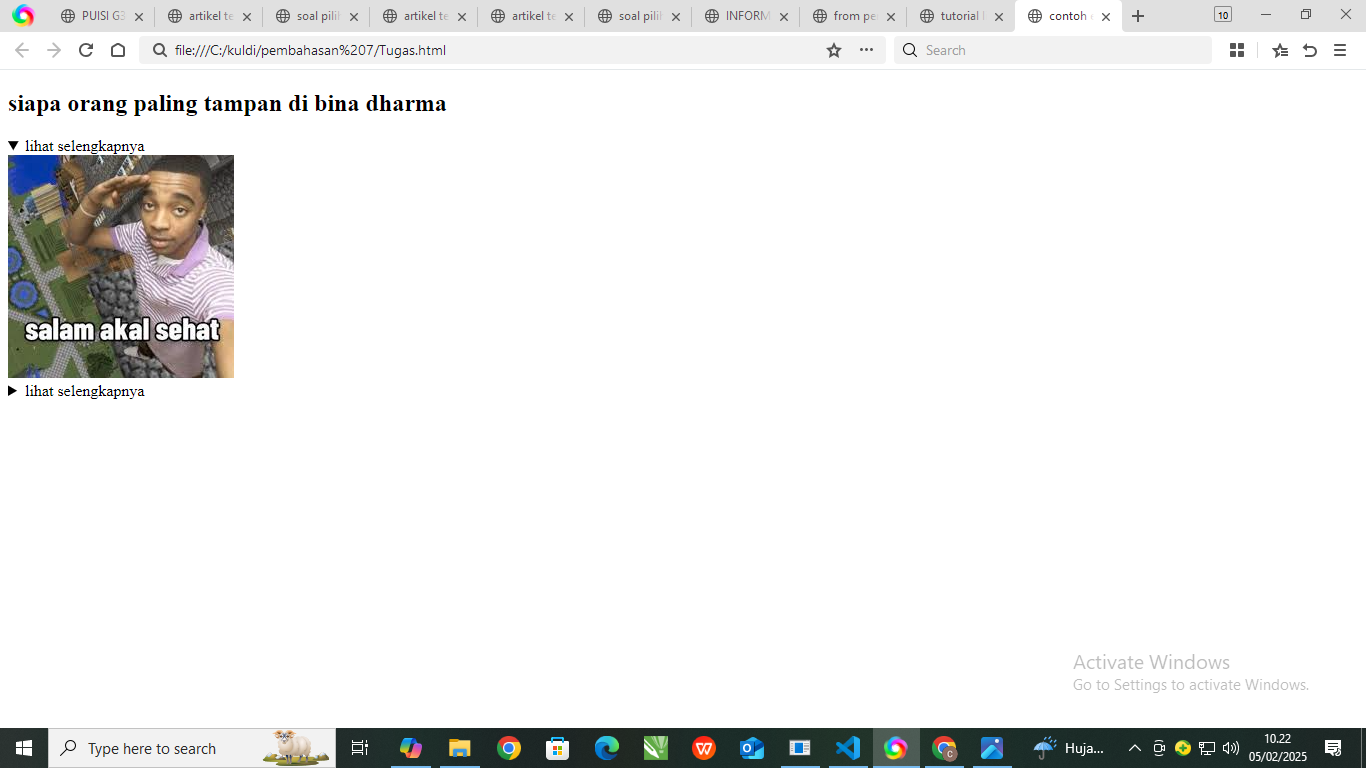 PUISI G3
artikel te
soal pilih
artikel te
artikel te
soal pilih
INFORM
from pe
tutorial
contoh
10
file:///C:/kuldi/pembahasan%207/Tugas.html
Search
siapa orang paling tampan di bina dharma
lihat selengkapnya
salam akal sehat
lihat selengkapnya
Activate Windows
Go to Settings to activate Windows.
Type here to search
Huja...
10.22
05/02/2025